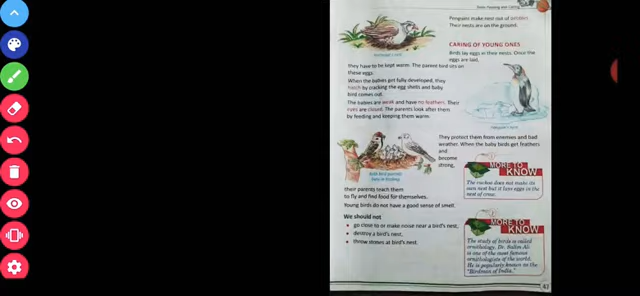 Penguins make nest out of pebbles.
Their nests are on the ground.
CARING OF YOUNG ONES
Birds lay eggs in their nests. Once the
eggs are laid,
they have to be kept warm. The parent bird sits on
these eggs.
When the babies get fully developed, they
hatch by cracking the egg shells and baby
bird comes out.
The babies are weak and have no feathers. Their
eyes are closed. The parents look after them
by feeding and keeping them warm.
They protect them from enemies and bad
weather. When the baby birds get feathers
and
become
strong,
their parents teach them
to fly and find food for themselves.
Young birds do not have a good sense of smell.
We should not
• go close to or make noise near a bird's nest.
• destroy a bird's nest.
• throw stones at bird's nest.
MORE TO
KNOW
The cuckoo does not make its
own nest but it lays eggs in the
nest of crow.
MORE TO
KNOW
The study of birds is called
ornithology. Dr. Salim Ali
is one of the most famous
ornithologists of the world.
He is popularly known as the
"Birdman of India."
43